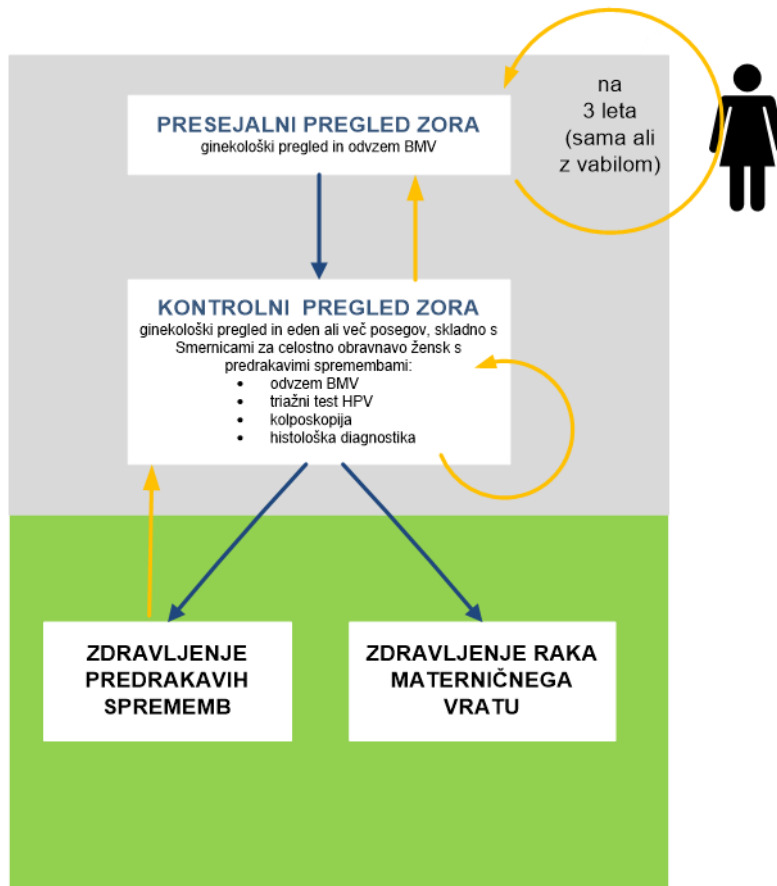 PRESEJALNI PREGLED ZORA
ginekološki pregled in odvzem BMV
na
3 leta
(sama ali
z vabilom)
KONTROLNI PREGLED ZORA
ginekološki pregled in eden ali več posegov, skladno s
Smernicami za celostno obravnavo žensk s
predrakavimi spremembami:
• odvzem BMV
• triažni test HPV
• kolposkopija
• histološka diagnostika
ZDRAVLJENJE
PREDRAKAVIH
SPREMEMB
ZDRAVLJENJE RAKA
MATERNIČNEGA
VRATU